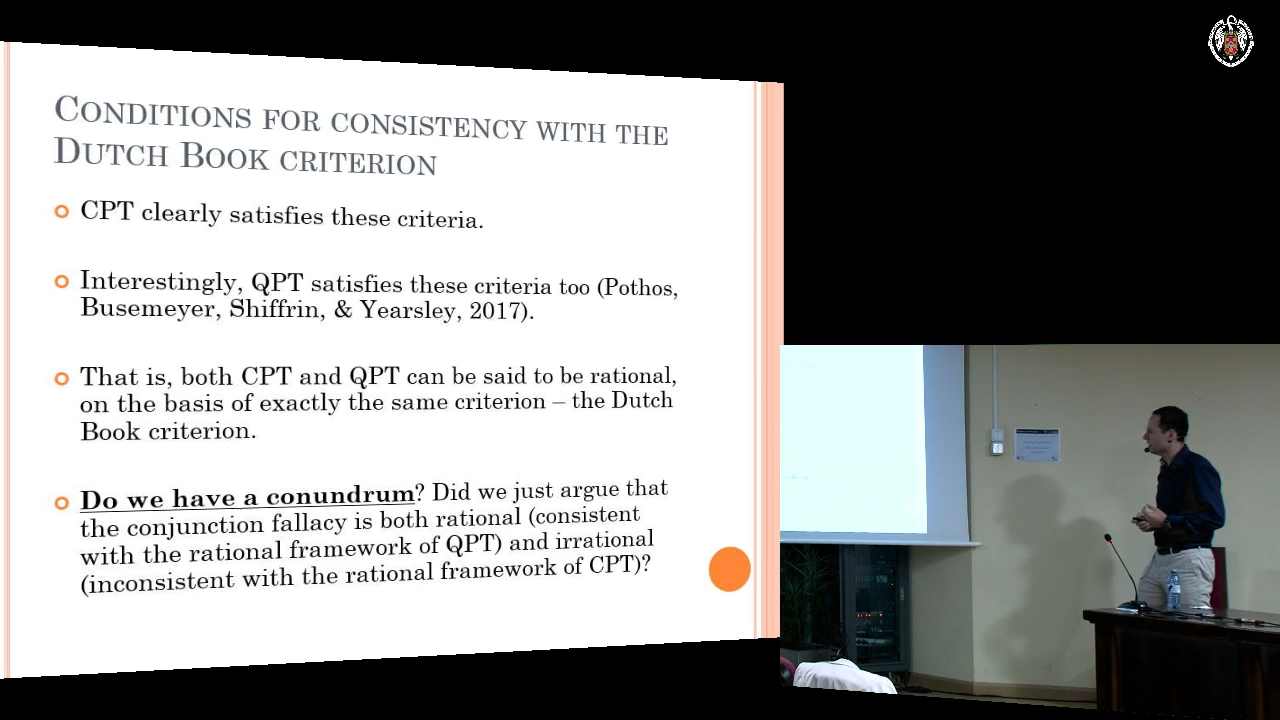 CONDITIONS FOR CONSISTENCY WITH THE
DUTCH BOOK CRITERION
CPT clearly satisfies these criteria.
Interestingly, QPT satisfies these criteria too (Pothos,
Busemeyer, Shiffrin, & Yearsley, 2017).
That is, both CPT and QPT can be said to be rational,
on the basis of exactly the same criterion – the Dutch
Book criterion.
Do we have a conundrum? Did we just argue that
the conjunction fallacy is both rational (consistent
with the rational framework of QPT) and irrational
(inconsistent with the rational framework of CPT)?